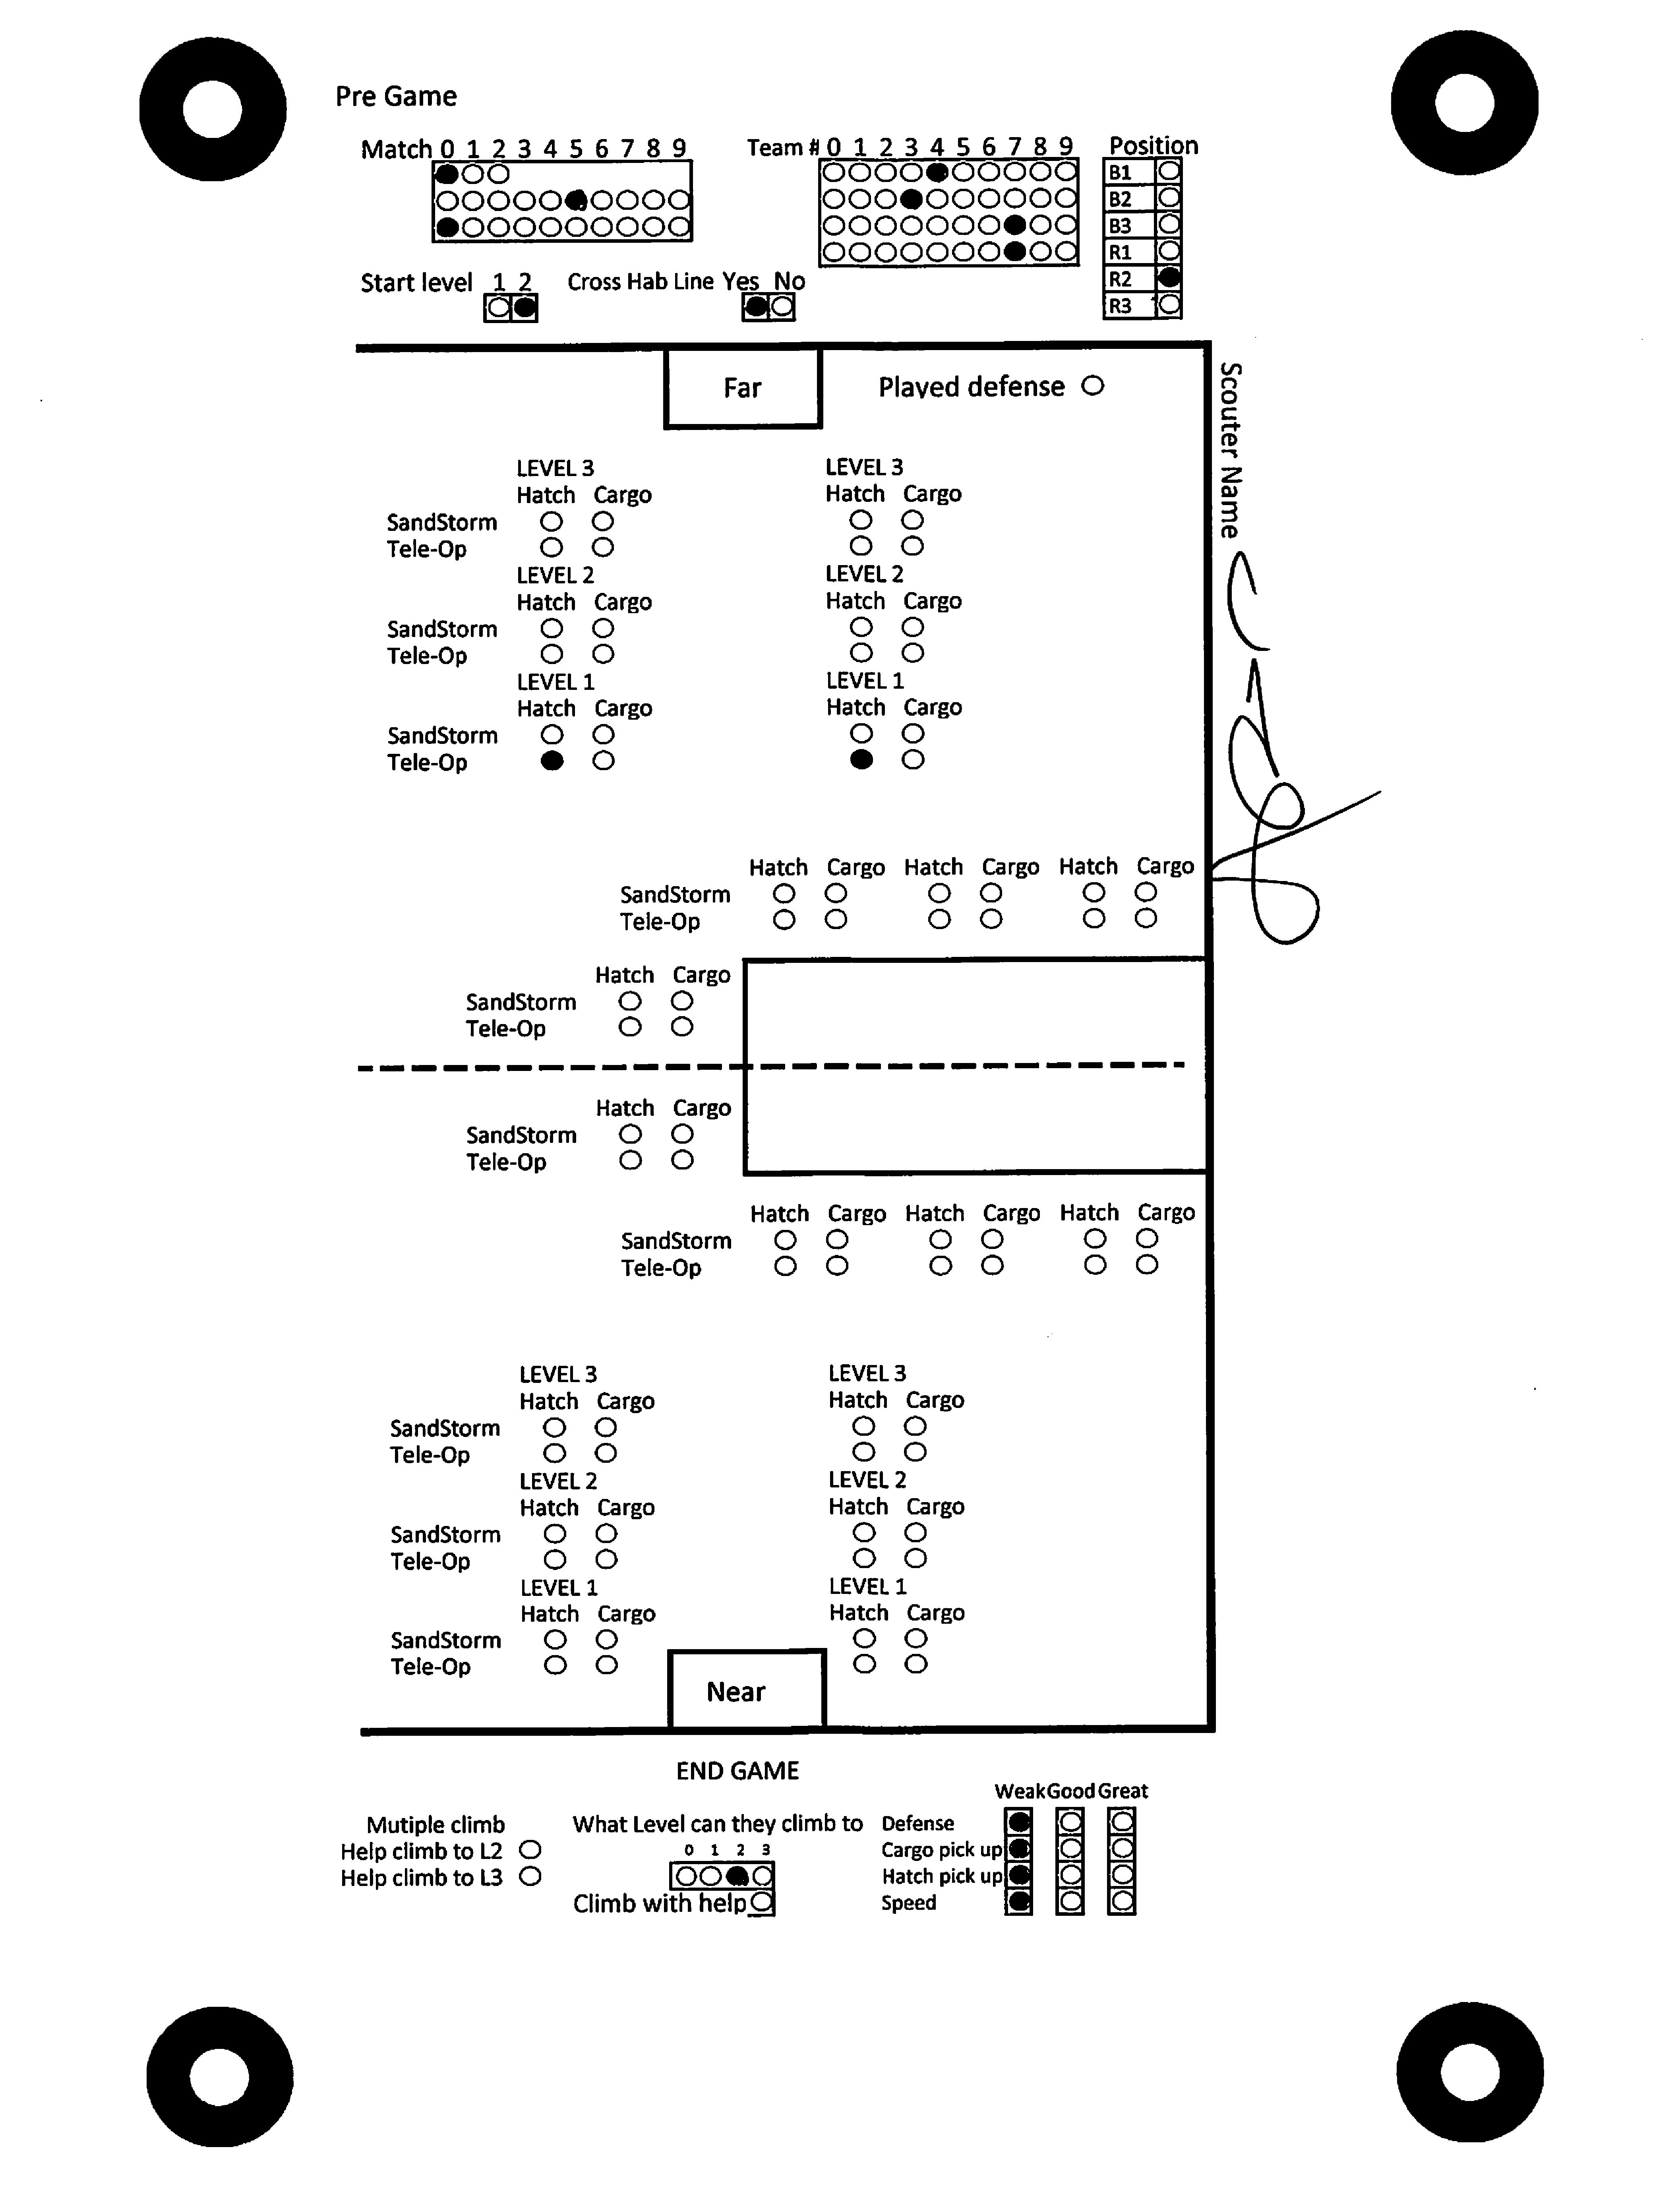 Pre Game
Match 0 1 2 3 4 5 6 7 8 9
Team # 0 1 2 3 4 5 6 7 8 9
Position
B1
B2
B3
R1
R2
R3
Start level 1 2
Cross Hab Line Yes No
Far
Played defense
Scouter Name
LEVEL 3 LEVEL 3
Hatch Cargo Hatch Cargo
SandStorm
Tele-Op
LEVEL 2 LEVEL 2
Hatch Cargo Hatch Cargo
SandStorm
Tele-Op
LEVEL 1 LEVEL 1
Hatch Cargo Hatch Cargo
SandStorm
Tele-Op
Hatch Cargo Hatch Cargo Hatch Cargo
SandStorm
Tele-Op
Hatch Cargo
SandStorm
Tele-Op
Hatch Cargo
SandStorm
Tele-Op
Hatch Cargo Hatch Cargo Hatch Cargo
SandStorm
Tele-Op
LEVEL 3 LEVEL 3
Hatch Cargo Hatch Cargo
SandStorm
Tele-Op
LEVEL 2 LEVEL 2
Hatch Cargo Hatch Cargo
SandStorm
Tele-Op
LEVEL 1 LEVEL 1
Hatch Cargo Hatch Cargo
SandStorm
Tele-Op
Near
END GAME
Mutiple climb
Help climb to L2
Help climb to L3
What Level can they climb to
0 1 2 3
Climb with help
Weak Good Great
Defense
Cargo pick up
Hatch pick up
Speed